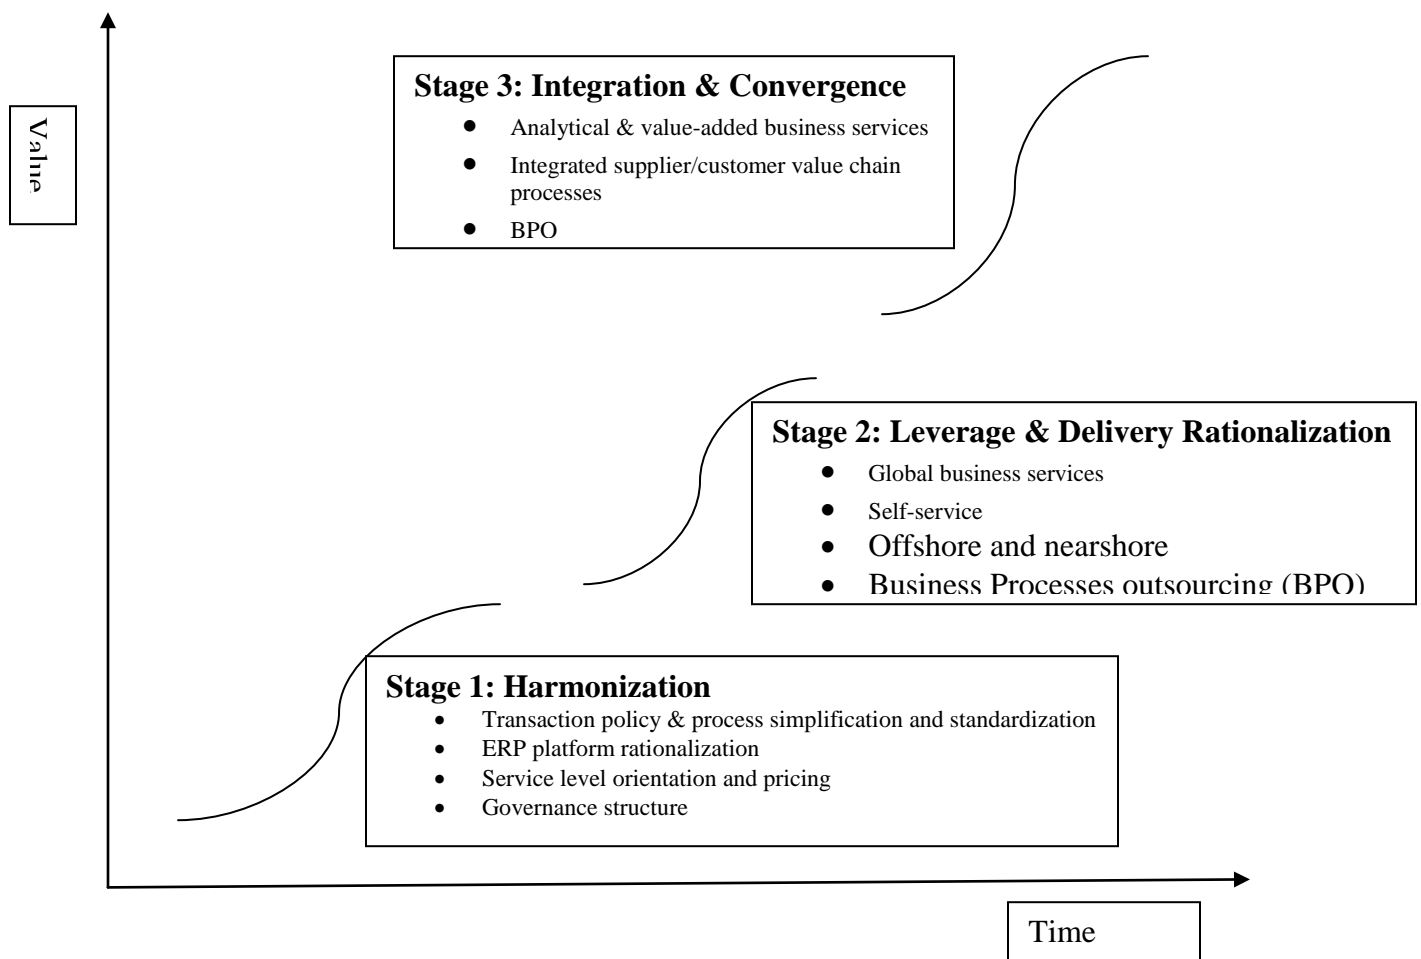 Value
Stage 3: Integration & Convergence
● Analytical & value-added business services
● Integrated supplier/customer value chain
processes
● BPO
Stage 2: Leverage & Delivery Rationalization
● Global business services
● Self-service
● Offshore and nearshore
● Business Processes outsourcing (BPO)
Stage 1: Harmonization
● Transaction policy & process simplification and standardization
● ERP platform rationalization
● Service level orientation and pricing
● Governance structure
Time